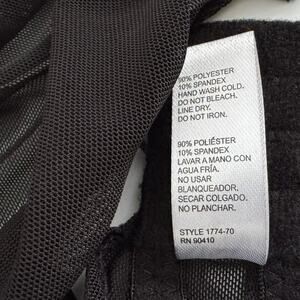 90% POLYESTER
10% SPANDEX
HAND WASH COLD.
DO NOT BLEACH.
LINE DRY.
DO NOT IRON.
90% POLIÉSTER
10% SPANDEX
LAVAR A MANO CON
AGUA FRÍA.
NO USAR
BLANQUEADOR.
SECAR COLGADO.
NO PLANCHAR.
STYLE 1774-70
RN 90410